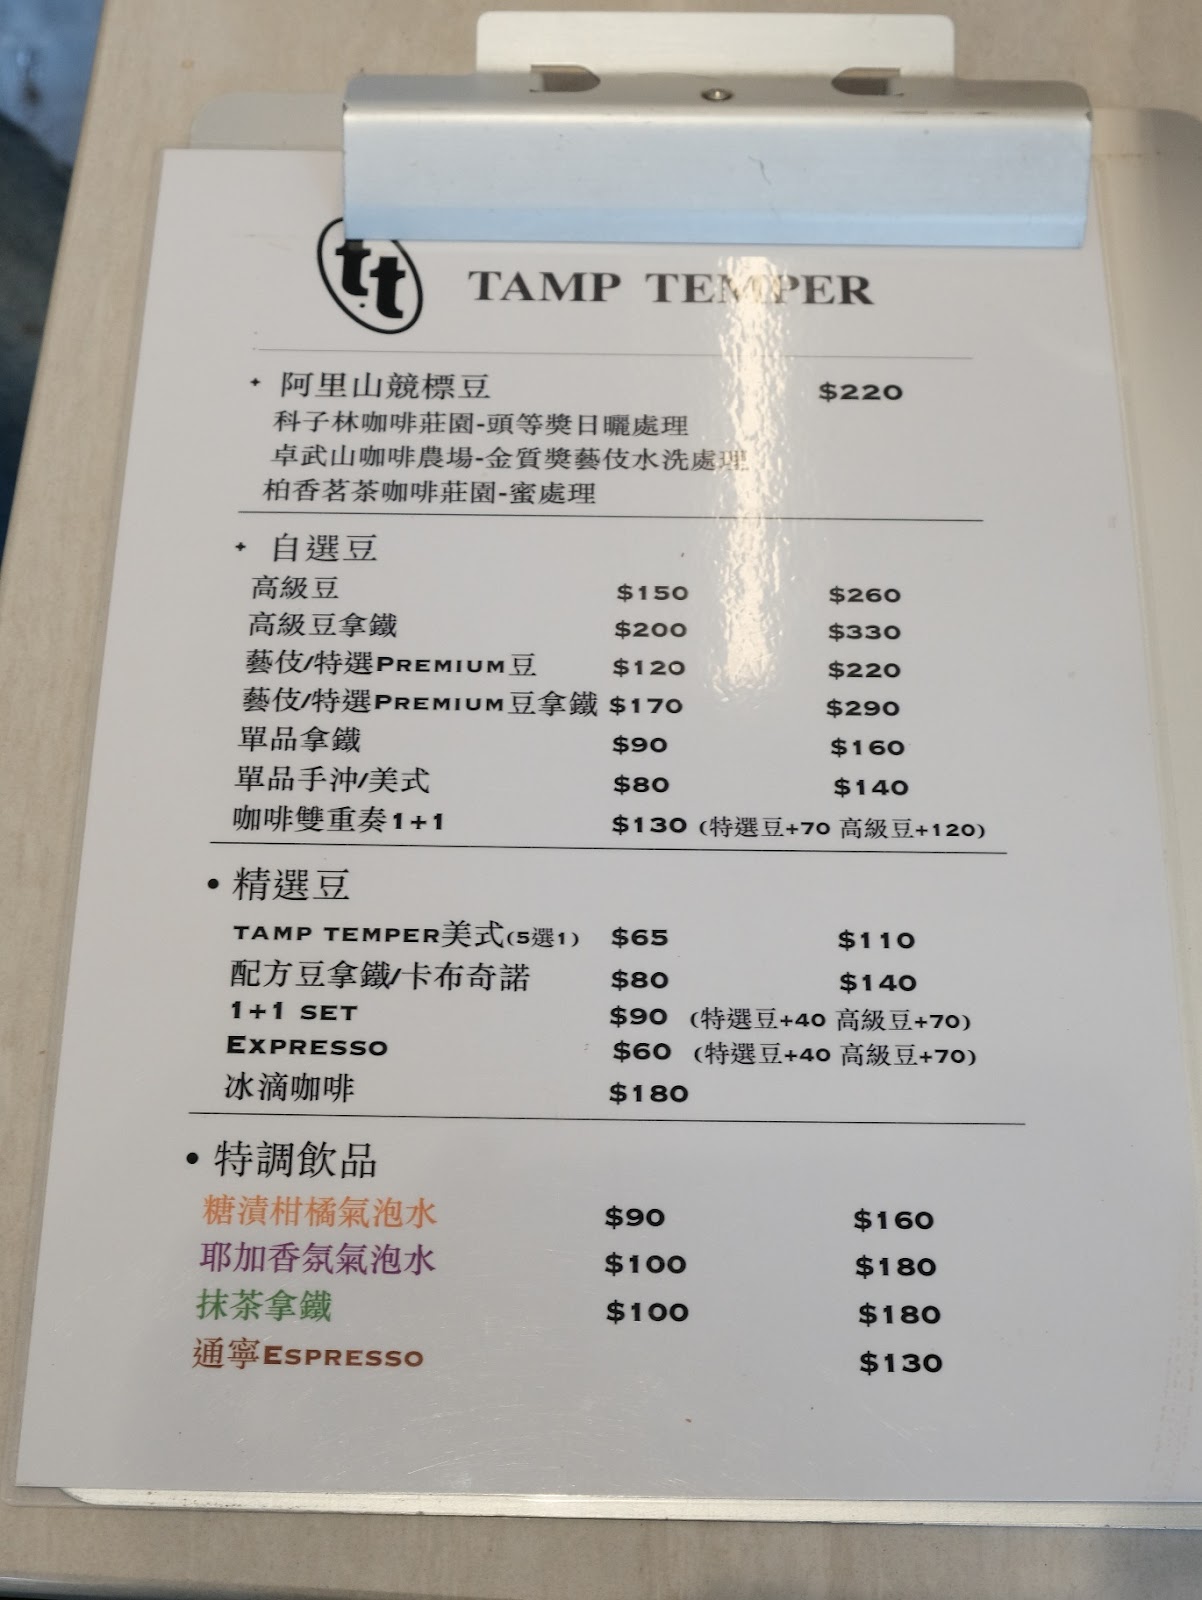 tt
TAMP TEMPER
阿里山競標豆 $220
科子林咖啡莊園-頭等獎日曬處理
卓武山咖啡農場-金質獎藝伎水洗處理
柏香茗茶咖啡莊園-蜜處理
自選豆
高級豆 $150 $260
高級豆拿鐵 $200 $330
藝伎/特選PREMIUM豆 $120 $220
藝伎/特選PREMIUM豆拿鐵 $170 $290
單品拿鐵 $90 $160
單品手沖/美式 $80 $140
咖啡雙重奏1+1 $130 (特選豆+70 高級豆+120)
• 精選豆
TAMP TEMPER美式(5選1) $65 $110
配方豆拿鐵/卡布奇諾 $80 $140
1+1 SET $90 (特選豆+40 高級豆+70)
EXPRESSO $60 (特選豆+40 高級豆+70)
冰滴咖啡 $180
• 特調飲品
糖漬柑橘氣泡水 $90 $160
耶加香氛氣泡水 $100 $180
抹茶拿鐵 $100 $180
通寧ESPRESSO $130